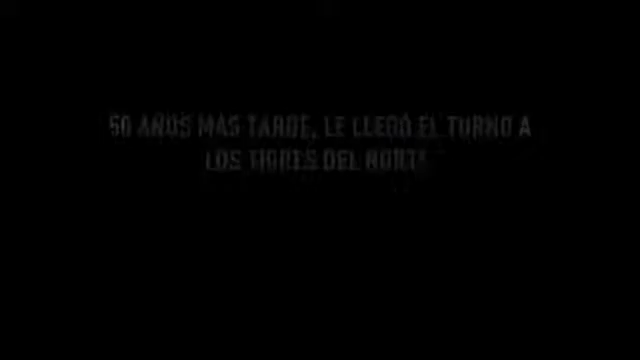 50 AÑOS MAS TARDE, LE LLEGÓ EL TURNO A
LOS TIGRES DEL NORTE